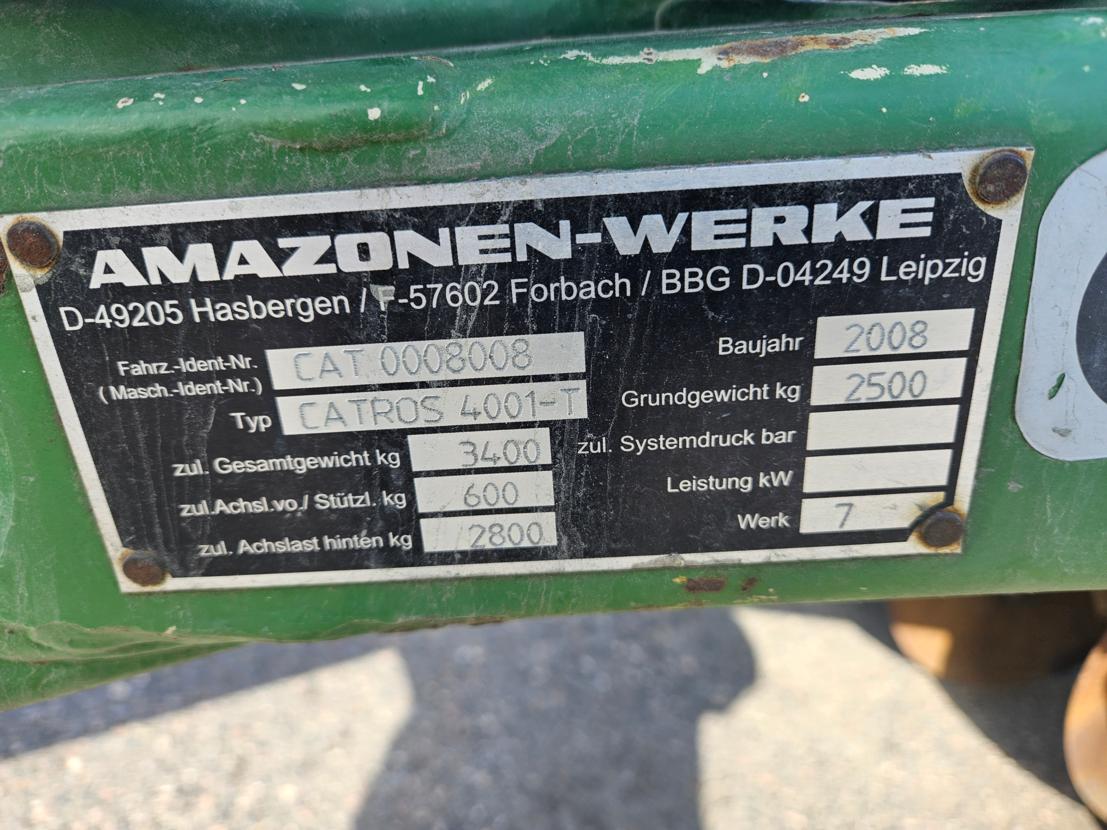 AMAZONEN-WERKE
D-49205 Hasbergen / F-57602 Forbach / BBG D-04249 Leipzig
Fahrz.-Ident-Nr. CAT 0008008
(Masch.-Ident-Nr.)
Typ CATROS 4001-T
zul. Gesamtgewicht kg 3400
zul.Achsl.vo./ Stützl. kg 600
zul. Achslast hinten kg 2800
Baujahr 2008
Grundgewicht kg 2500
zul. Systemdruck bar
Leistung kW
Werk 7